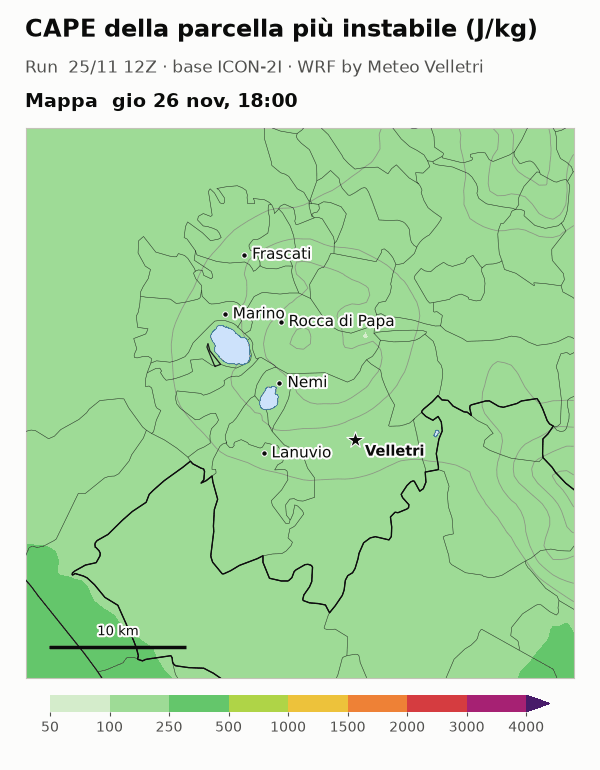 CAPE della parcella più instabile (J/kg)
Run  25/11 12Z · base ICON-2I · WRF by Meteo Velletri
Mappa  gio 26 nov, 18:00
Frascati
Marino
Rocca di Papa
Nemi
Velletri
Lanuvio
10 km
50 100 250 500 1000 1500 2000 3000 4000